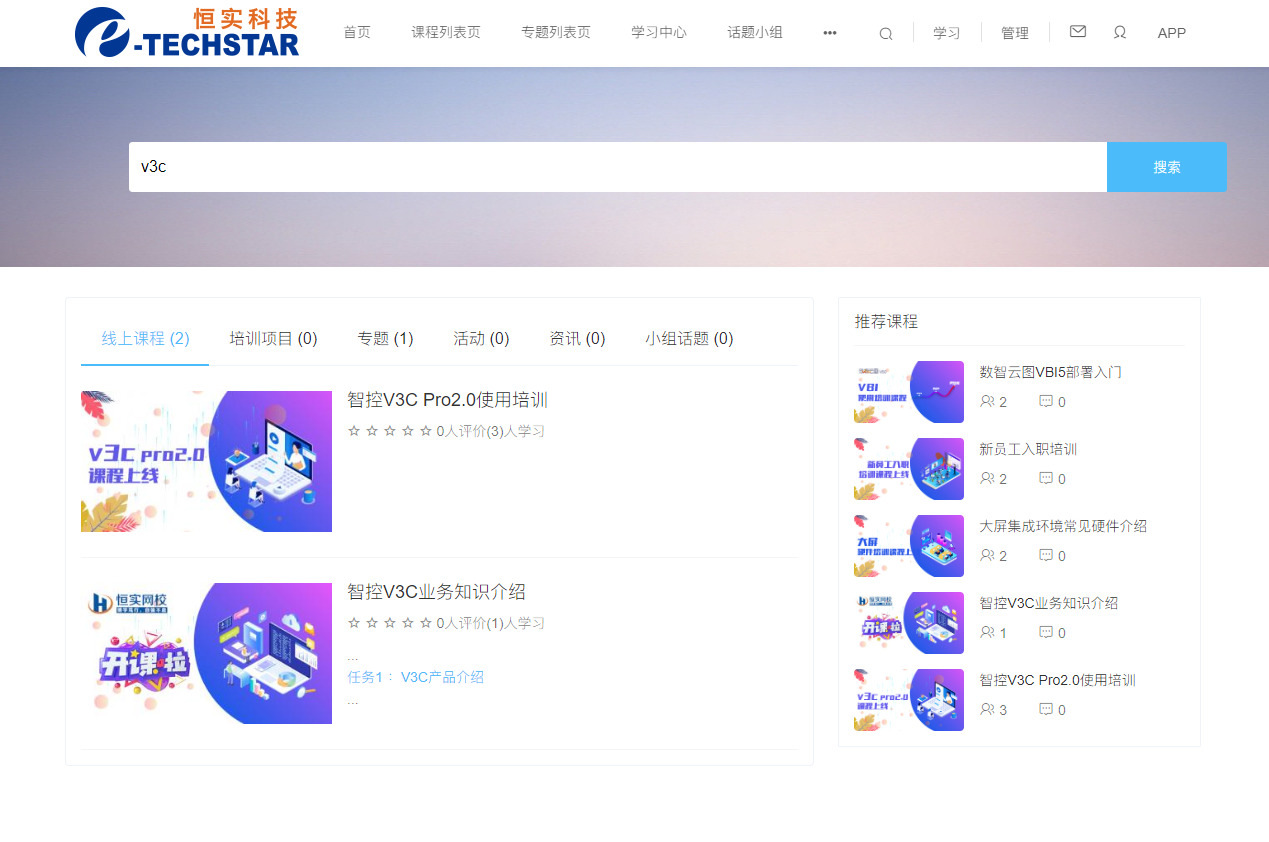 恒实科技
-TECHSTAR
首页 课程列表页 专题列表页 学习中心 话题小组 ••• 学习 管理 APP
v3c 搜索
线上课程 (2) 培训项目 (0) 专题 (1) 活动 (0) 资讯 (0) 小组话题 (0)
V3C pro2.0
课程上线
智控V3C Pro2.0使用培训
0人评价(3)人学习
恒实网校
开课啦
智控V3C业务知识介绍
0人评价(1)人学习
...
任务1： V3C产品介绍
...
推荐课程
VBI
使用培训课程
数智云图VBI5部署入门
2 0
新员工入职
培训课程上线
新员工入职培训
2 0
大屏
硬件培训课程上线
大屏集成环境常见硬件介绍
2 0
恒实网校
开课啦
智控V3C业务知识介绍
1 0
V3C pro2.0
课程上线
智控V3C Pro2.0使用培训
3 0